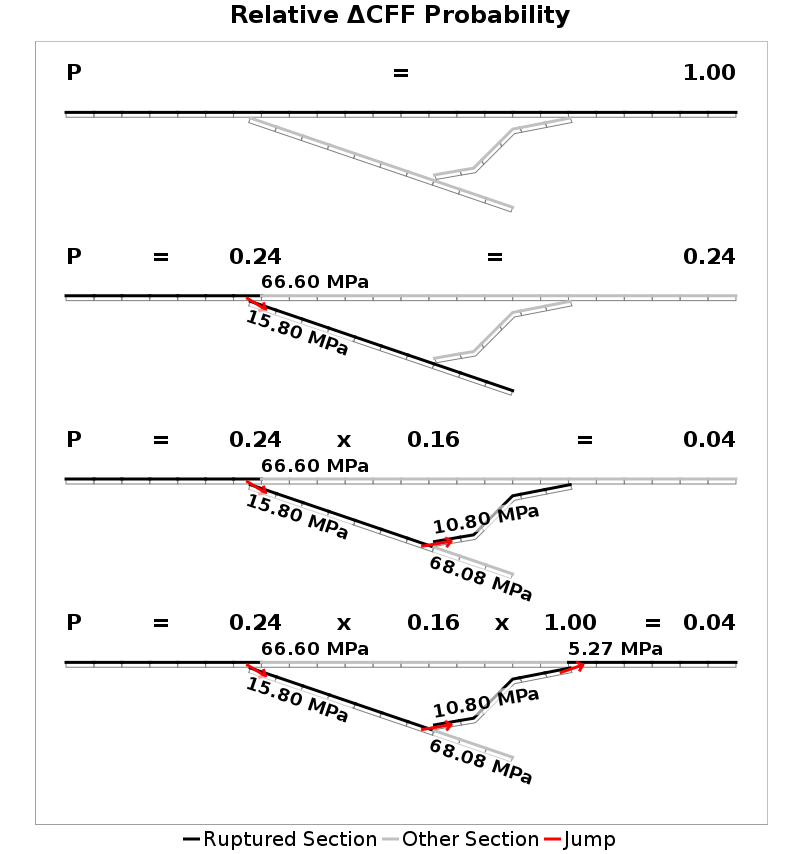 Relative ΔCFF Probability
P = 1.00
P = 0.24 = 0.24
66.60 MPa
15.80 MPa
P = 0.24 x 0.16 = 0.04
66.60 MPa
15.80 MPa
10.80 MPa
68.08 MPa
P = 0.24 x 0.16 x 1.00 = 0.04
66.60 MPa
5.27 MPa
15.80 MPa
10.80 MPa
68.08 MPa
Ruptured Section Other Section Jump